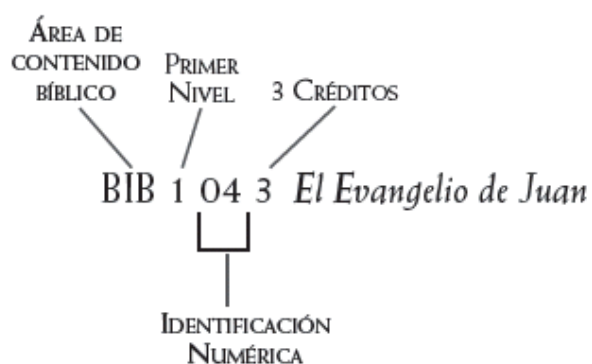 ÁREA DE
CONTENIDO
BÍBLICO
PRIMER
NIVEL
3 CRÉDITOS
BIB 1 04 3 El Evangelio de Juan
IDENTIFICACIÓN
NUMÉRICA